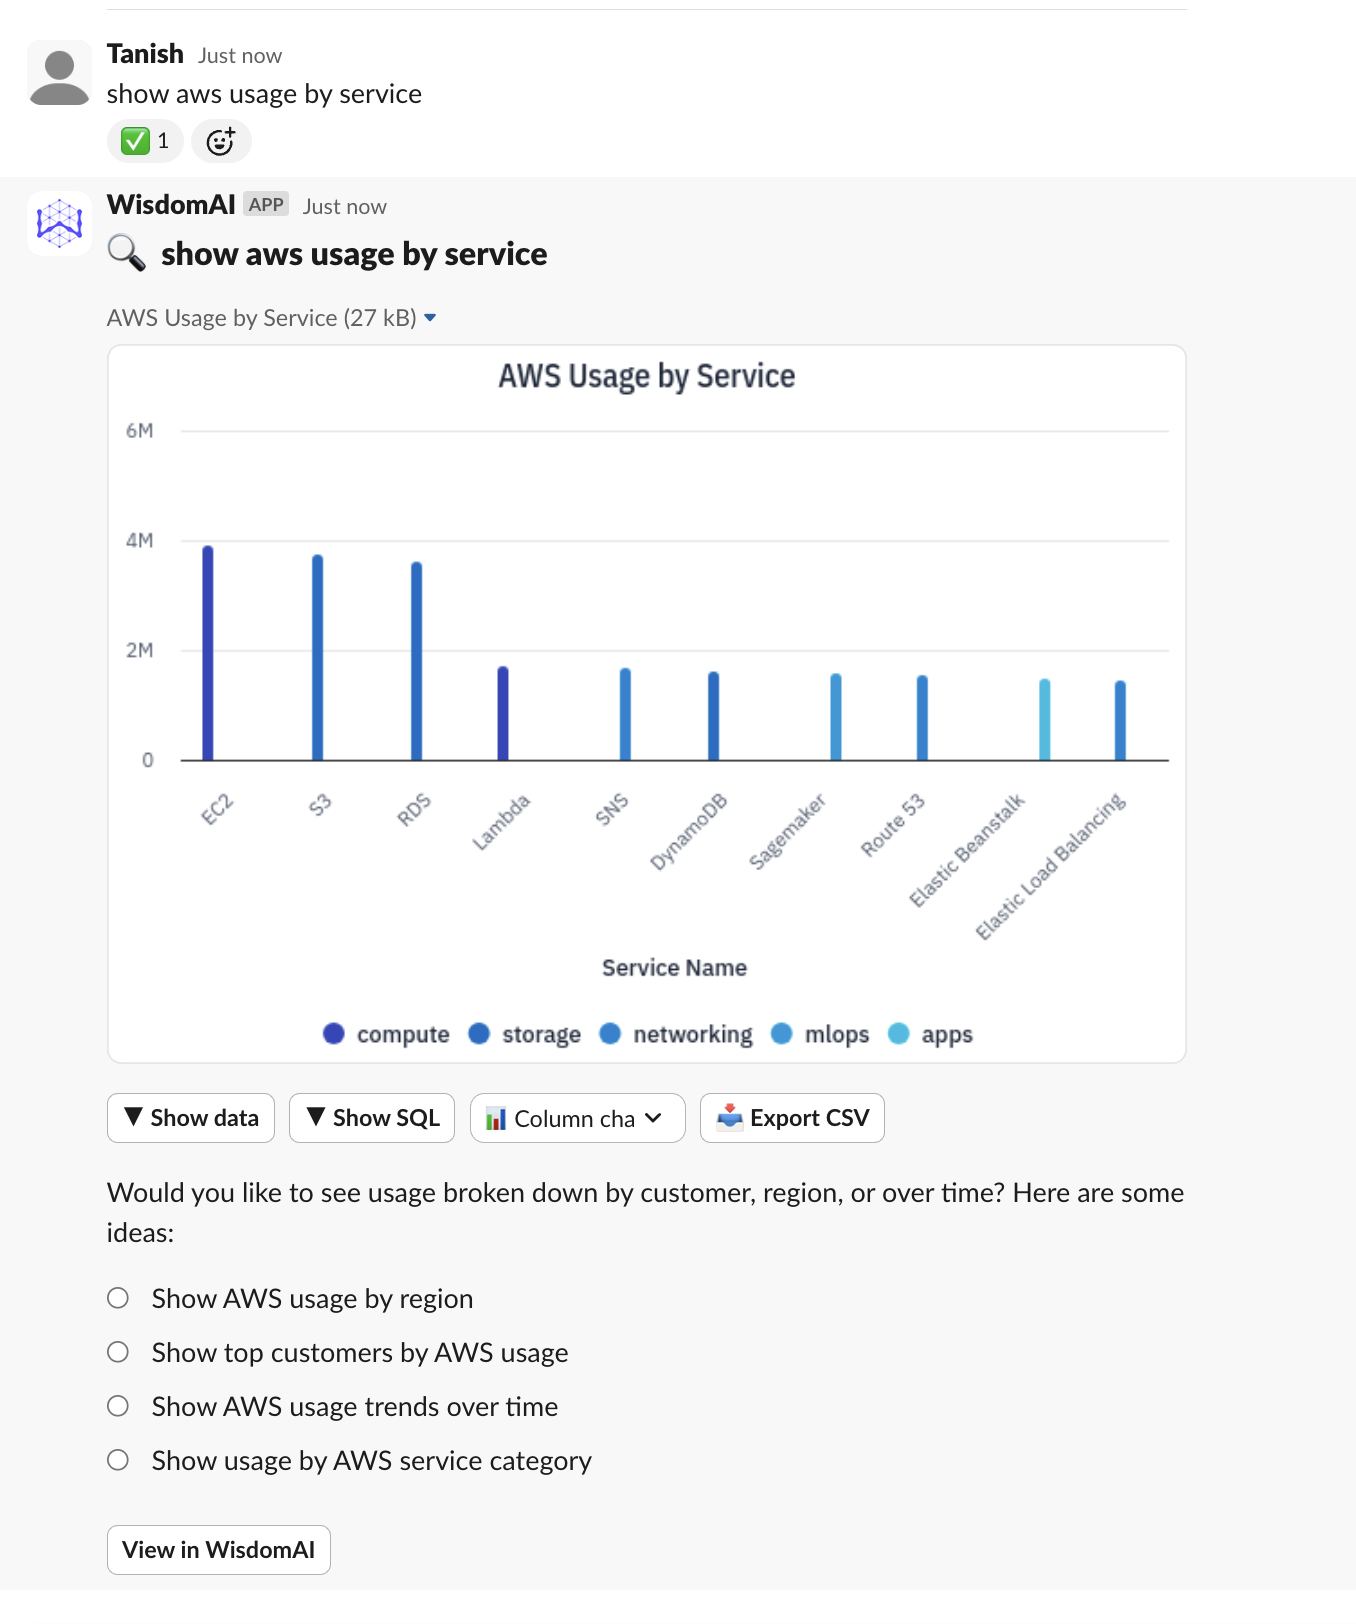 Tanish Just now
show aws usage by service
✅ 1
WisdomAI APP Just now
🔍 show aws usage by service
AWS Usage by Service (27 kB)
AWS Usage by Service
6M
4M
2M
0
EC2
S3
RDS
Lambda
SNS
DynamoDB
Sagemaker
Route 53
Elastic Beanstalk
Elastic Load Balancing
Service Name
compute storage networking mlops apps
▼ Show data ▼ Show SQL 📊 Column cha 📥 Export CSV
Would you like to see usage broken down by customer, region, or over time? Here are some
ideas:
Show AWS usage by region
Show top customers by AWS usage
Show AWS usage trends over time
Show usage by AWS service category
View in WisdomAI